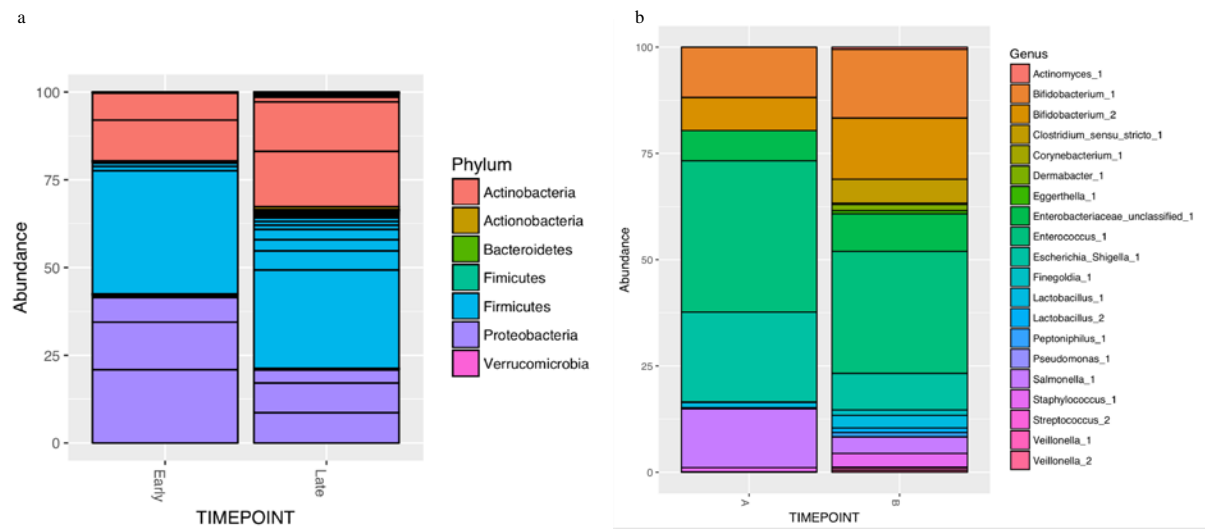 a
Abundance
100
75
50
25
0
Early
Late
TIMEPOINT
Phylum
Actinobacteria
Actionobacteria
Bacteroidetes
Fimicutes
Firmicutes
Proteobacteria
Verrucomicrobia
b
Abundance
100
75
50
25
0
A
B
TIMEPOINT
Genus
Actinomyces_1
Bifidobacterium_1
Bifidobacterium_2
Clostridium_sensu_stricto_1
Corynebacterium_1
Dermabacter_1
Eggerthella_1
Enterobacteriaceae_unclassified_1
Enterococcus_1
Escherichia_Shigella_1
Finegoldia_1
Lactobacillus_1
Lactobacillus_2
Peptoniphilus_1
Pseudomonas_1
Salmonella_1
Staphylococcus_1
Streptococcus_2
Veillonella_1
Veillonella_2